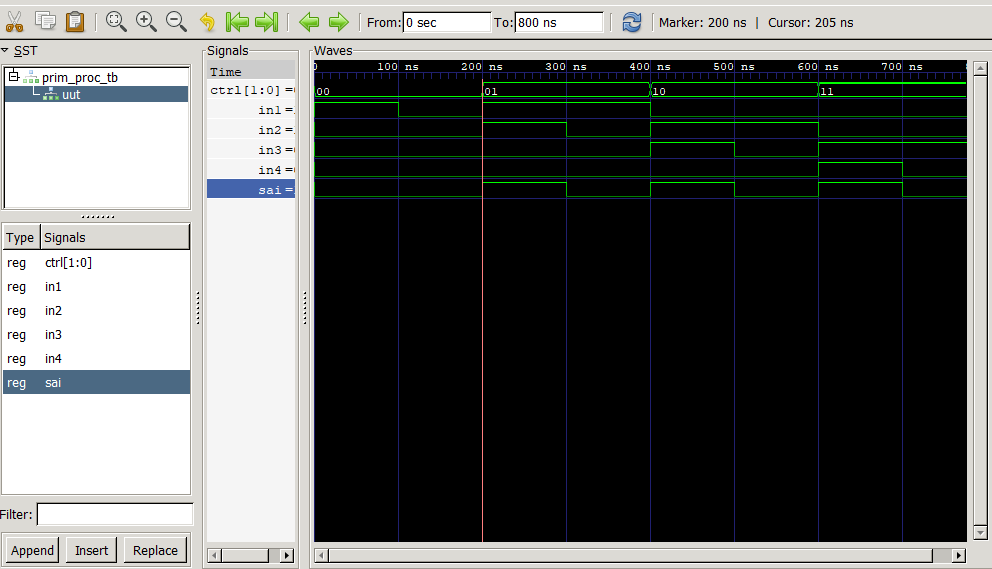 From: 0 sec To: 800 ns Marker: 200 ns | Cursor: 205 ns
SST
prim_proc_tb
uut
Type Signals
reg ctrl[1:0]
reg in1
reg in2
reg in3
reg in4
reg sai
Filter:
Append Insert Replace
Signals
Time
ctrl[1:0] =
in1 =
in2 =
in3 =
in4 =
sai =
Waves
100 ns 200 ns 300 ns 400 ns 500 ns 600 ns 700 ns
00 01 10 11